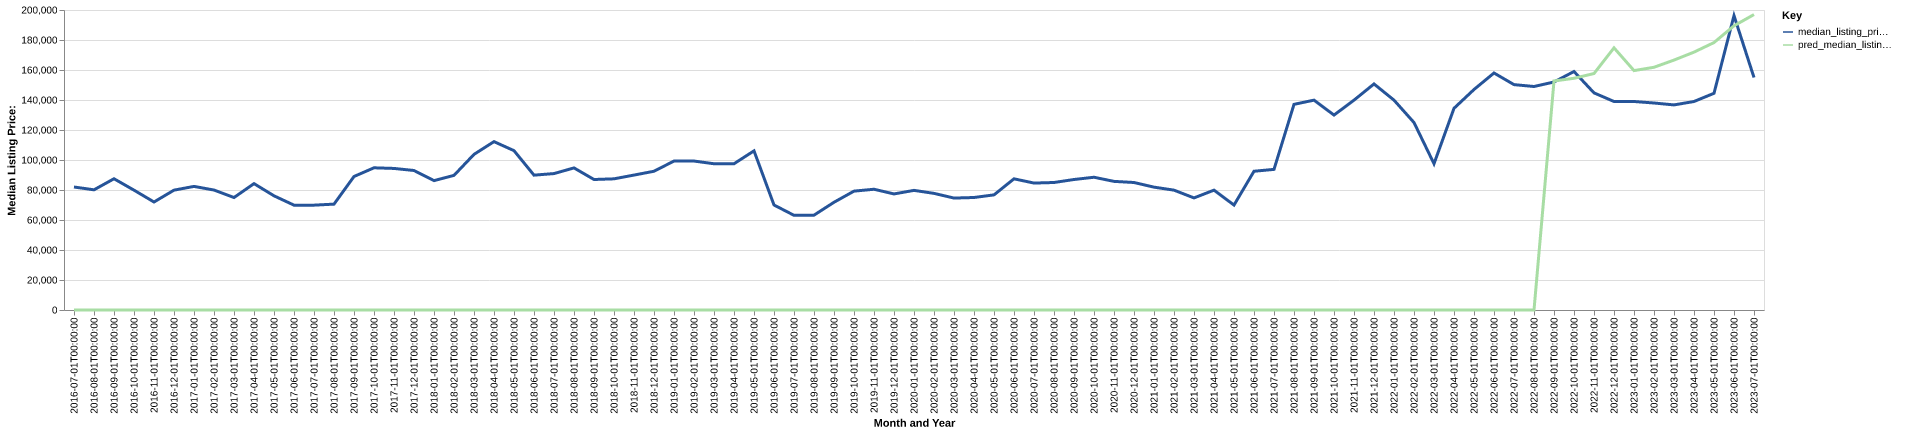 200,000
180,000
160,000
140,000
120,000
100,000
80,000
60,000
40,000
20,000
0
Median Listing Price:
2016-07-01T00:00:00
2016-08-01T00:00:00
2016-09-01T00:00:00
2016-10-01T00:00:00
2016-11-01T00:00:00
2016-12-01T00:00:00
2017-01-01T00:00:00
2017-02-01T00:00:00
2017-03-01T00:00:00
2017-04-01T00:00:00
2017-05-01T00:00:00
2017-06-01T00:00:00
2017-07-01T00:00:00
2017-08-01T00:00:00
2017-09-01T00:00:00
2017-10-01T00:00:00
2017-11-01T00:00:00
2017-12-01T00:00:00
2018-01-01T00:00:00
2018-02-01T00:00:00
2018-03-01T00:00:00
2018-04-01T00:00:00
2018-05-01T00:00:00
2018-06-01T00:00:00
2018-07-01T00:00:00
2018-08-01T00:00:00
2018-09-01T00:00:00
2018-10-01T00:00:00
2018-11-01T00:00:00
2018-12-01T00:00:00
2019-01-01T00:00:00
2019-02-01T00:00:00
2019-03-01T00:00:00
2019-04-01T00:00:00
2019-05-01T00:00:00
2019-06-01T00:00:00
2019-07-01T00:00:00
2019-08-01T00:00:00
2019-09-01T00:00:00
2019-10-01T00:00:00
2019-11-01T00:00:00
2019-12-01T00:00:00
2020-01-01T00:00:00
2020-02-01T00:00:00
2020-03-01T00:00:00
2020-04-01T00:00:00
2020-05-01T00:00:00
2020-06-01T00:00:00
2020-07-01T00:00:00
2020-08-01T00:00:00
2020-09-01T00:00:00
2020-10-01T00:00:00
2020-11-01T00:00:00
2020-12-01T00:00:00
2021-01-01T00:00:00
2021-02-01T00:00:00
2021-03-01T00:00:00
2021-04-01T00:00:00
2021-05-01T00:00:00
2021-06-01T00:00:00
2021-07-01T00:00:00
2021-08-01T00:00:00
2021-09-01T00:00:00
2021-10-01T00:00:00
2021-11-01T00:00:00
2021-12-01T00:00:00
2022-01-01T00:00:00
2022-02-01T00:00:00
2022-03-01T00:00:00
2022-04-01T00:00:00
2022-05-01T00:00:00
2022-06-01T00:00:00
2022-07-01T00:00:00
2022-08-01T00:00:00
2022-09-01T00:00:00
2022-10-01T00:00:00
2022-11-01T00:00:00
2022-12-01T00:00:00
2023-01-01T00:00:00
2023-02-01T00:00:00
2023-03-01T00:00:00
2023-04-01T00:00:00
2023-05-01T00:00:00
2023-06-01T00:00:00
2023-07-01T00:00:00
Month and Year
Key
median_listing_pri...
pred_median_listin...